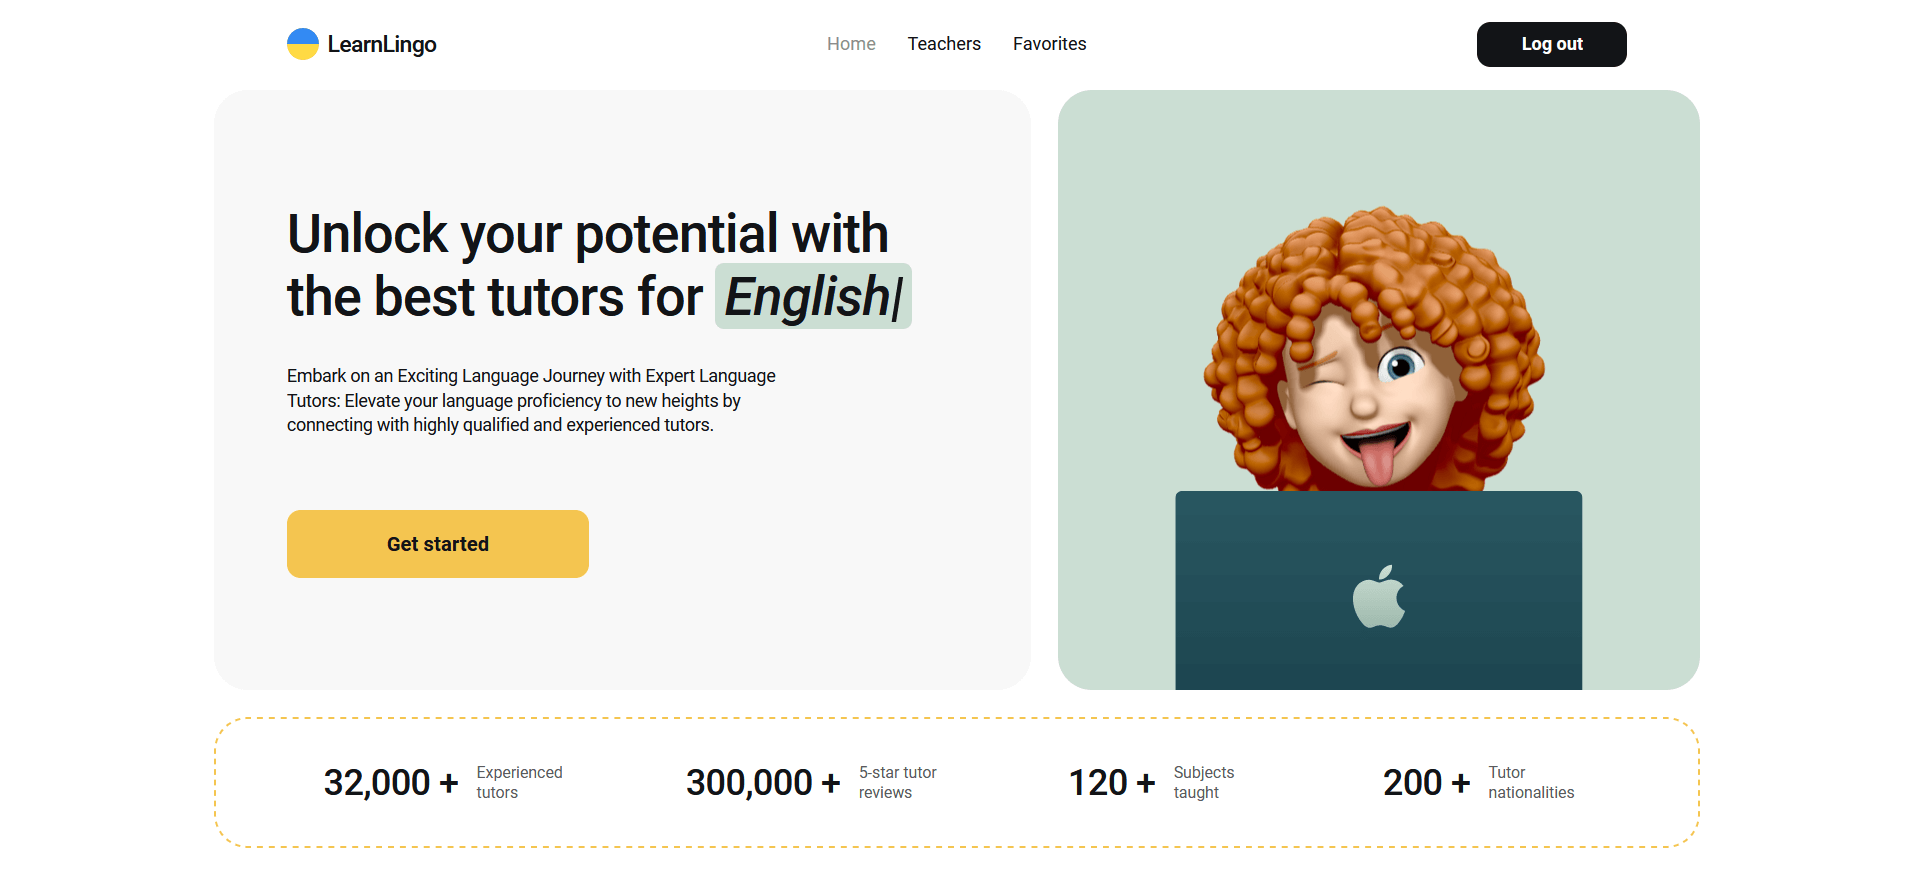 LearnLingo
Home
Teachers
Favorites
Log out
Unlock your potential with
the best tutors for English|
Embark on an Exciting Language Journey with Expert Language
Tutors: Elevate your language proficiency to new heights by
connecting with highly qualified and experienced tutors.
Get started
32,000 +
Experienced
tutors
300,000 +
5-star tutor
reviews
120 +
Subjects
taught
200 +
Tutor
nationalities